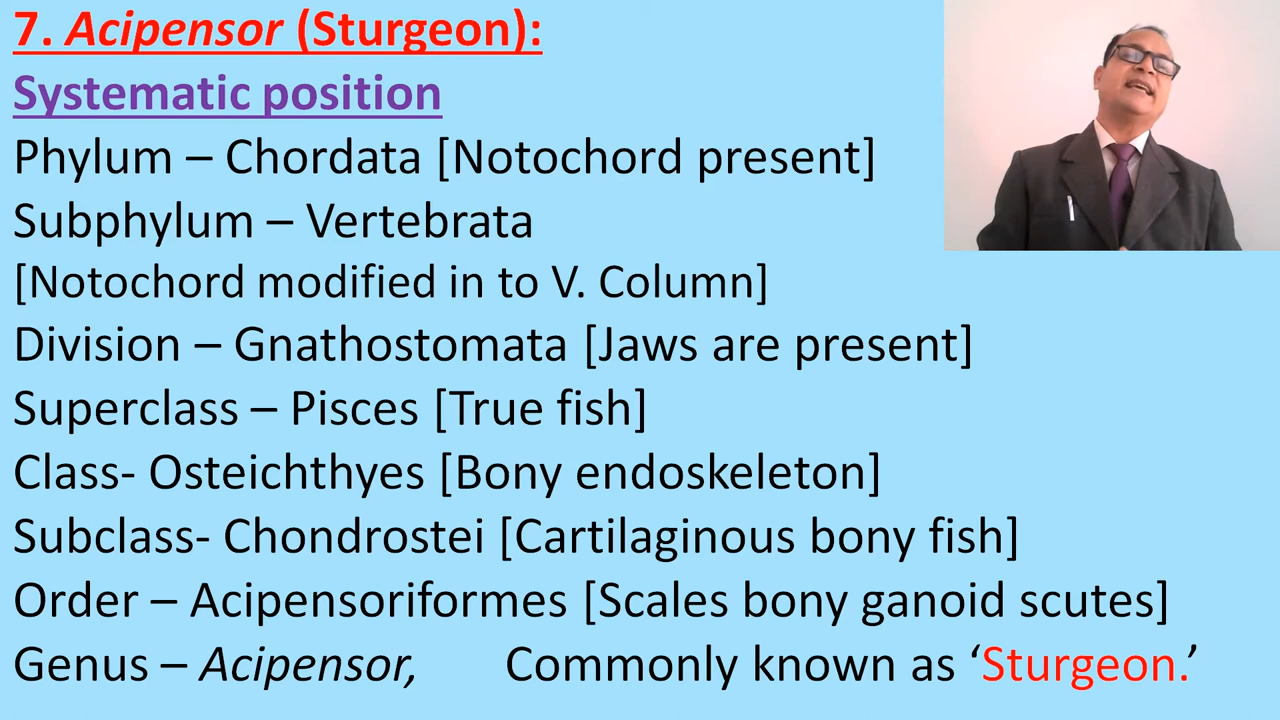 7. Acipensor (Sturgeon):
Systematic position
Phylum – Chordata [Notochord present]
Subphylum – Vertebrata
[Notochord modified in to V. Column]
Division – Gnathostomata [Jaws are present]
Superclass – Pisces [True fish]
Class- Osteichthyes [Bony endoskeleton]
Subclass- Chondrostei [Cartilaginous bony fish]
Order – Acipensoriformes [Scales bony ganoid scutes]
Genus – Acipensor, Commonly known as ‘Sturgeon.’